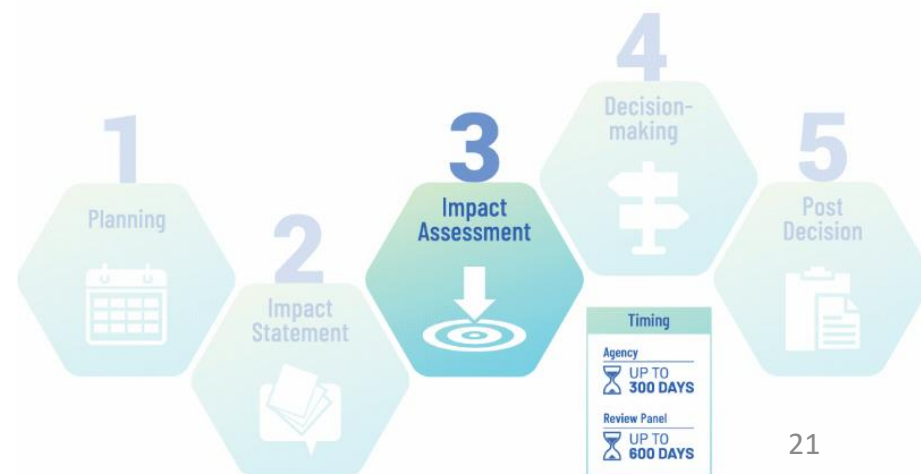 1
Planning
2
Impact
Statement
3
Impact
Assessment
4
Decision-
making
5
Post
Decision
Timing
Agency
UP TO
300 DAYS
Review Panel
UP TO
600 DAYS
21